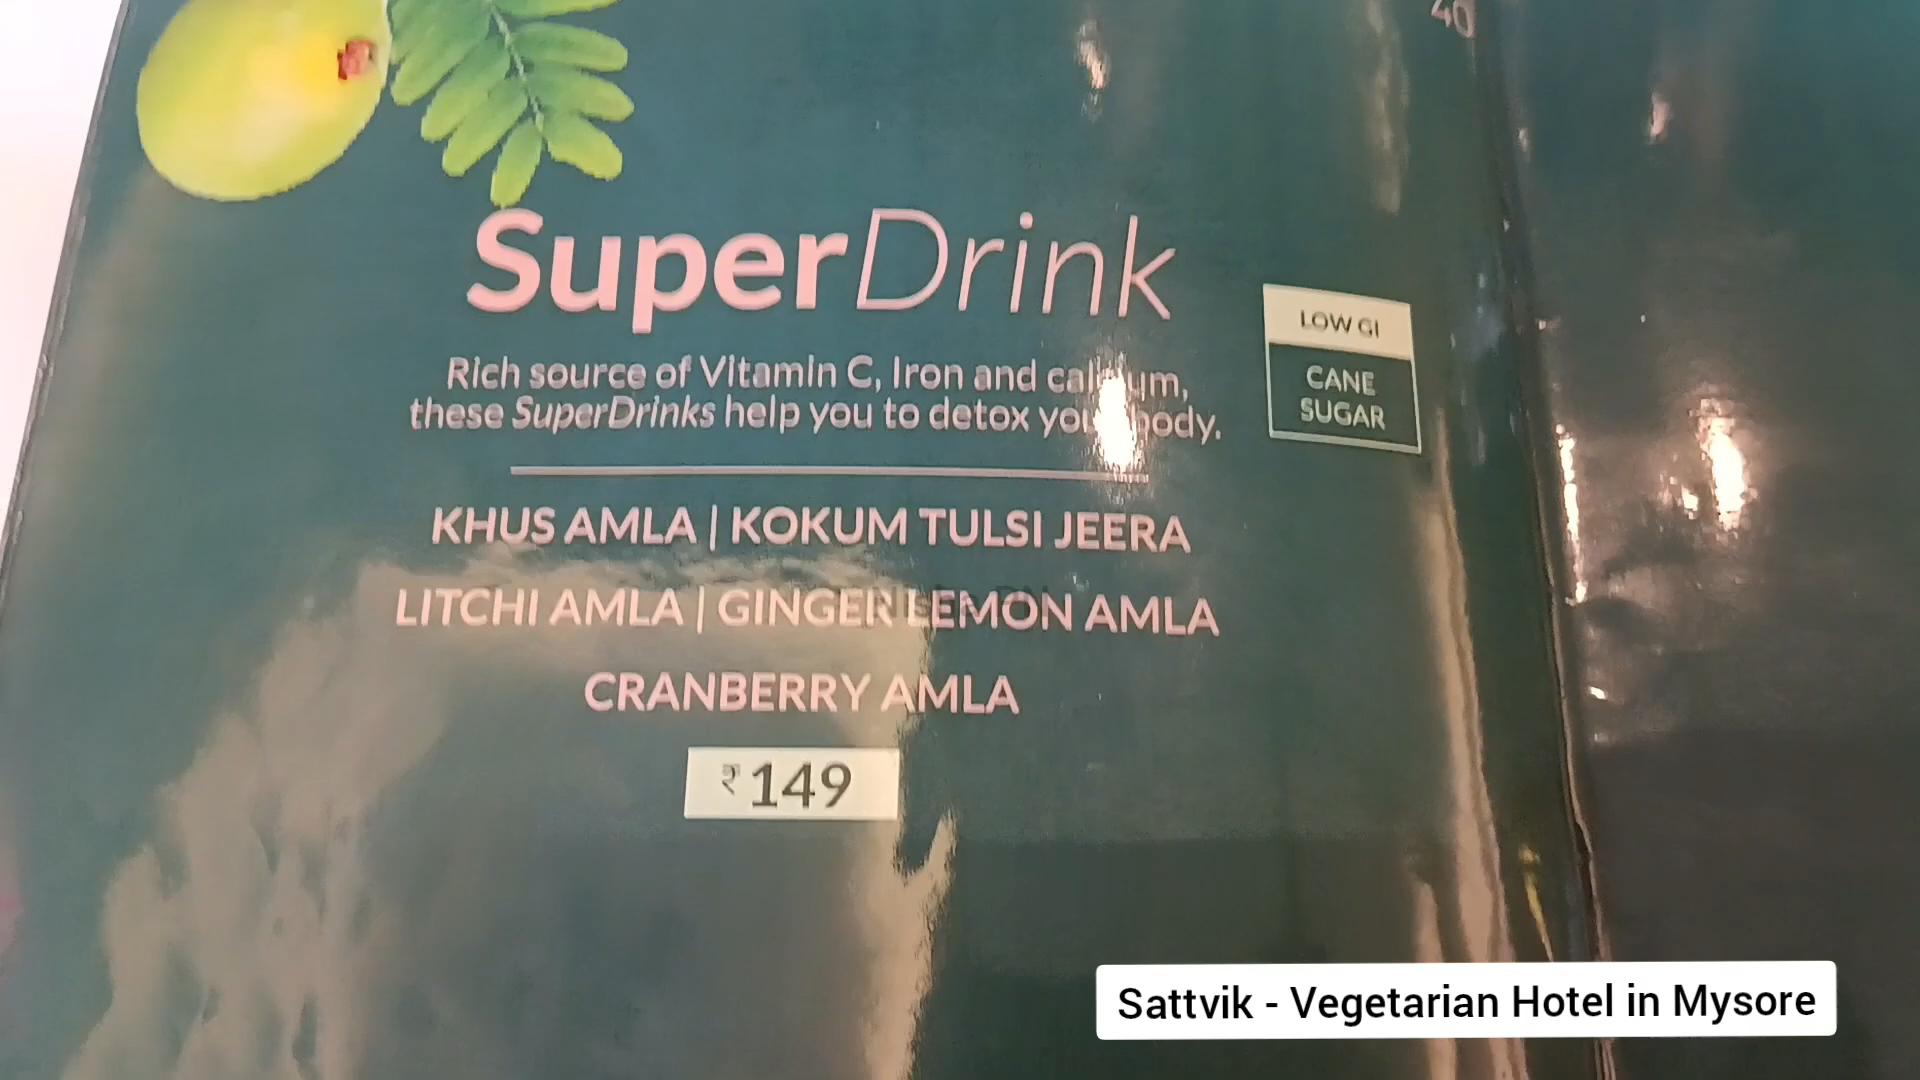 40
SuperDrink
Rich source of Vitamin C, Iron and calcium,
these SuperDrinks help you to detox your body.
LOW GI
CANE
SUGAR
KHUS AMLA | KOKUM TULSI JEERA
LITCHI AMLA | GINGER LEMON AMLA
CRANBERRY AMLA
₹149
Sattvik - Vegetarian Hotel in Mysore